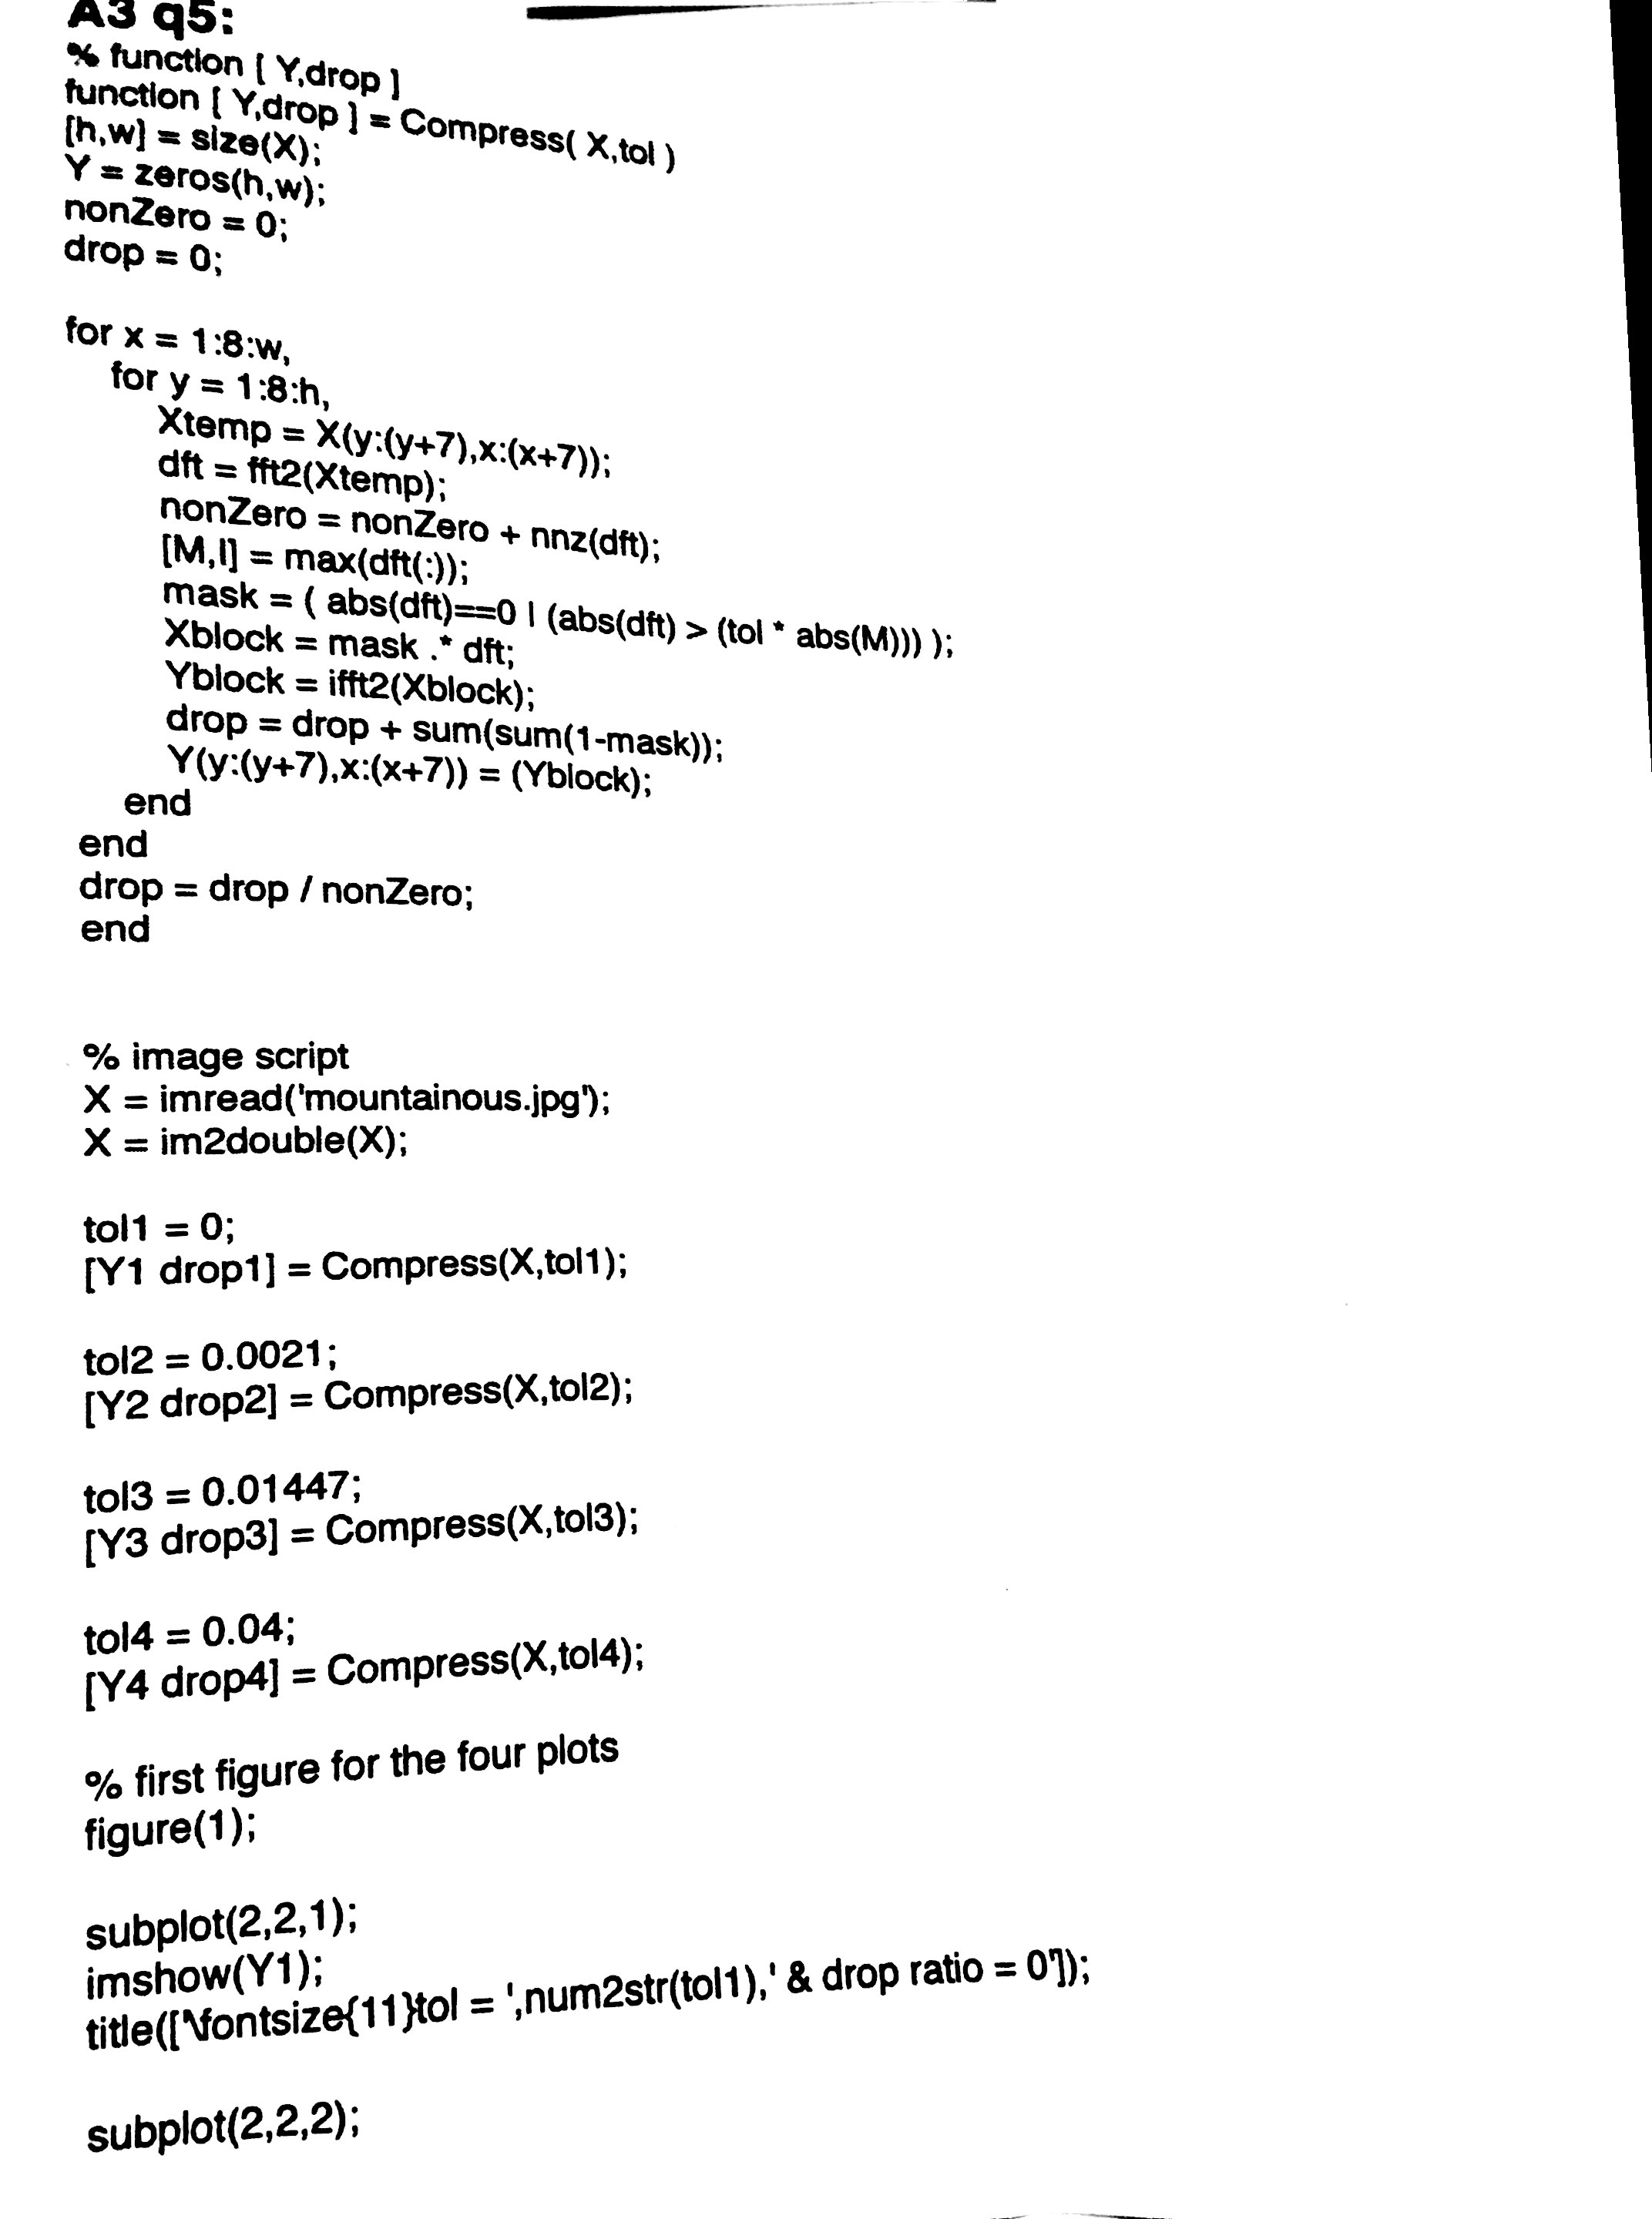 A3 q5:
% function [ Y,drop ]
function [ Y,drop ] = Compress( X,tol )
[h,w] = size(X);
Y = zeros(h,w);
nonZero = 0;
drop = 0;
for x = 1:8:w,
for y = 1:8:h,
Xtemp = X(y:(y+7),x:(x+7));
dft = fft2(Xtemp);
nonZero = nonZero + nnz(dft);
[M,I] = max(dft(:));
mask = ( abs(dft)==0 | (abs(dft) > (tol * abs(M))) );
Xblock = mask .* dft;
Yblock = ifft2(Xblock);
drop = drop + sum(sum(1-mask));
Y(y:(y+7),x:(x+7)) = (Yblock);
end
end
drop = drop / nonZero;
end
% image script
X = imread('mountainous.jpg');
X = im2double(X);
tol1 = 0;
[Y1 drop1] = Compress(X,tol1);
tol2 = 0.0021;
[Y2 drop2] = Compress(X,tol2);
tol3 = 0.01447;
[Y3 drop3] = Compress(X,tol3);
tol4 = 0.04;
[Y4 drop4] = Compress(X,tol4);
% first figure for the four plots
figure(1);
subplot(2,2,1);
imshow(Y1);
title(['\fontsize{11}tol = ',num2str(tol1),' & drop ratio = 0']);
subplot(2,2,2);